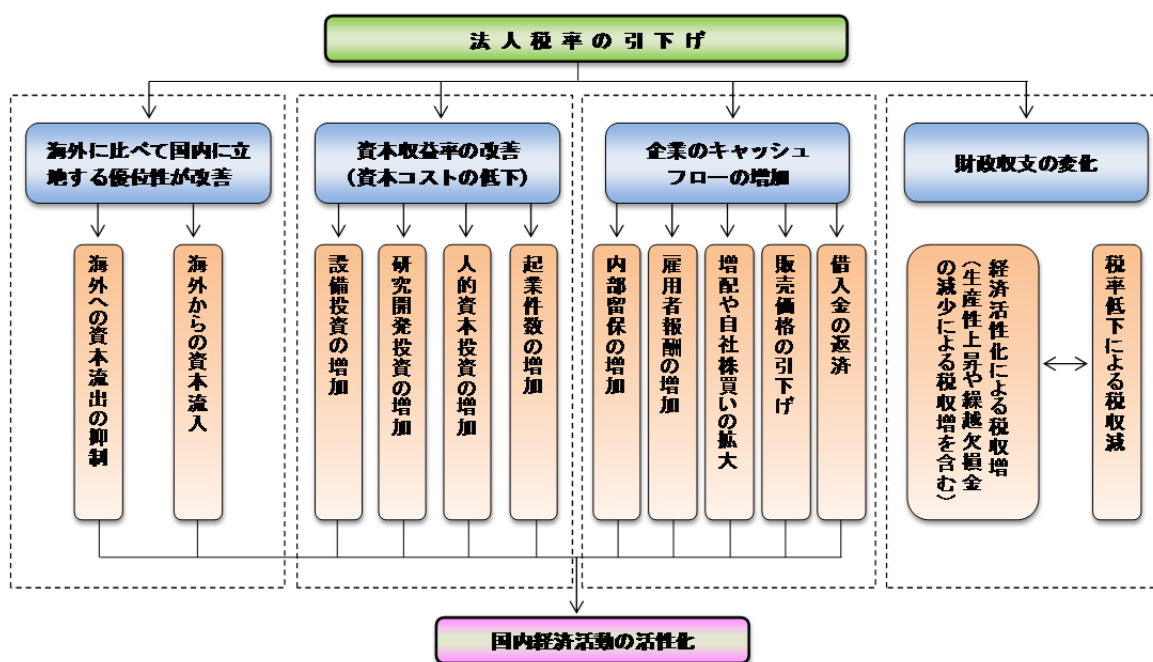 法人税率の引下げ
海外に比べて国内に立
地する優位性が改善
資本収益率の改善
（資本コストの低下）
企業のキャッシュ
フローの増加
財政収支の変化
海外への資本流出の抑制
海外からの資本流入
設備投資の増加
研究開発投資の増加
人的資本投資の増加
起業件数の増加
内部留保の増加
雇用者報酬の増加
増配や自社株買いの拡大
販売価格の引下げ
借入金の返済
経済活性化による税収増
（生産性上昇や繰越欠損金
の減少による税収増を含む）
税率低下による税収減
国内経済活動の活性化